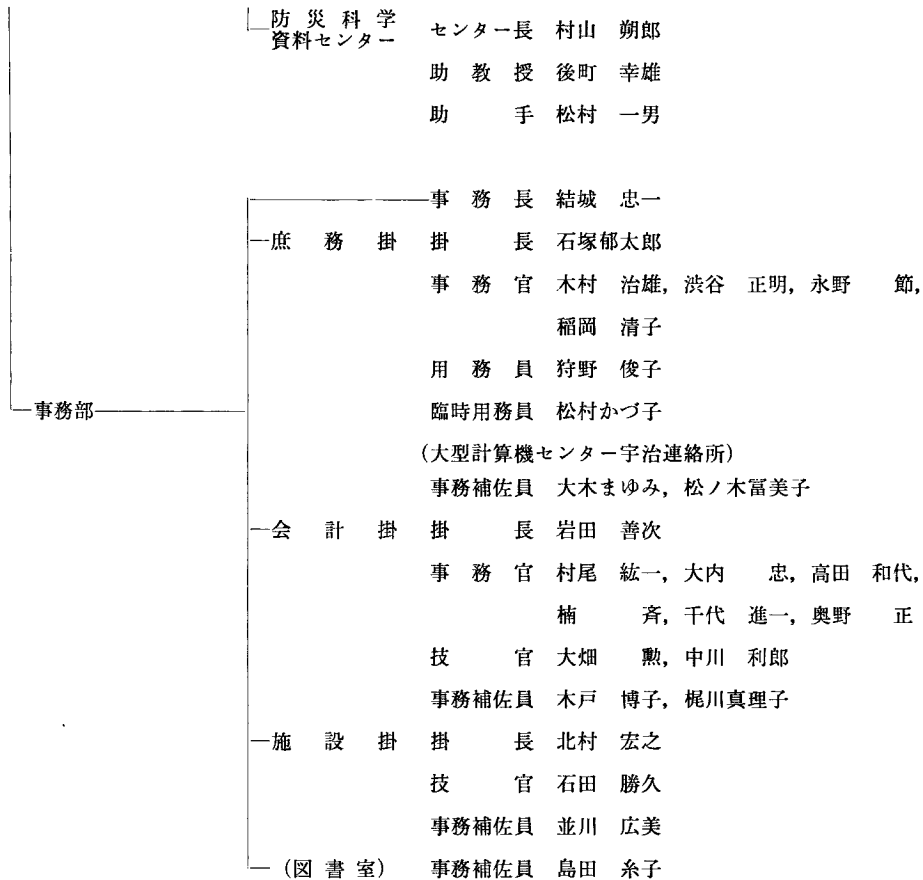 防災科学
資料センター センター長 村山 朔郎
助教授 後町 幸雄
助手 松村 一男
事務長 結城 忠一
庶務掛 掛長 石塚郁太郎
事務官 木村 治雄, 渋谷 正明, 永野 節,
稲岡 清子
用務員 狩野 俊子
事務部 臨時用務員 松村かづ子
(大型計算機センター宇治連絡所)
事務補佐員 大木まゆみ, 松ノ木冨美子
会計掛 掛長 岩田 善次
事務官 村尾 紘一, 大内 忠, 高田 和代,
楠 斉, 千代 進一, 奥野 正
技官 大畑 勲, 中川 利郎
事務補佐員 木戸 博子, 梶川真理子
施設掛 掛長 北村 宏之
技官 石田 勝久
事務補佐員 並川 広美
(図書室) 事務補佐員 島田 糸子